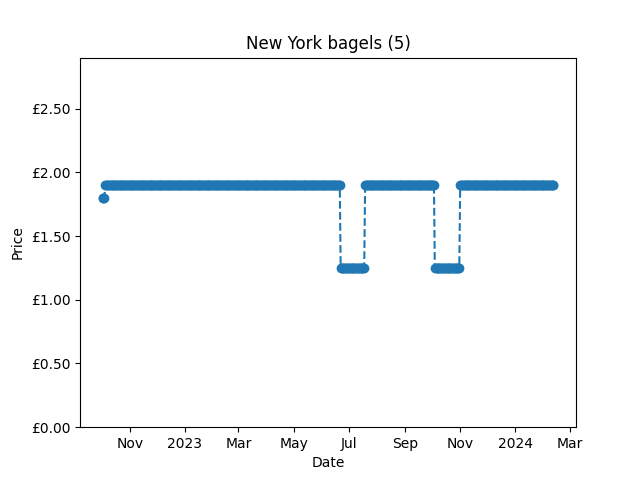 New York bagels (5)
£2.50
£2.00
£1.50
£1.00
£0.50
£0.00
Price
Nov 2023 Mar May Jul Sep Nov 2024 Mar
Date